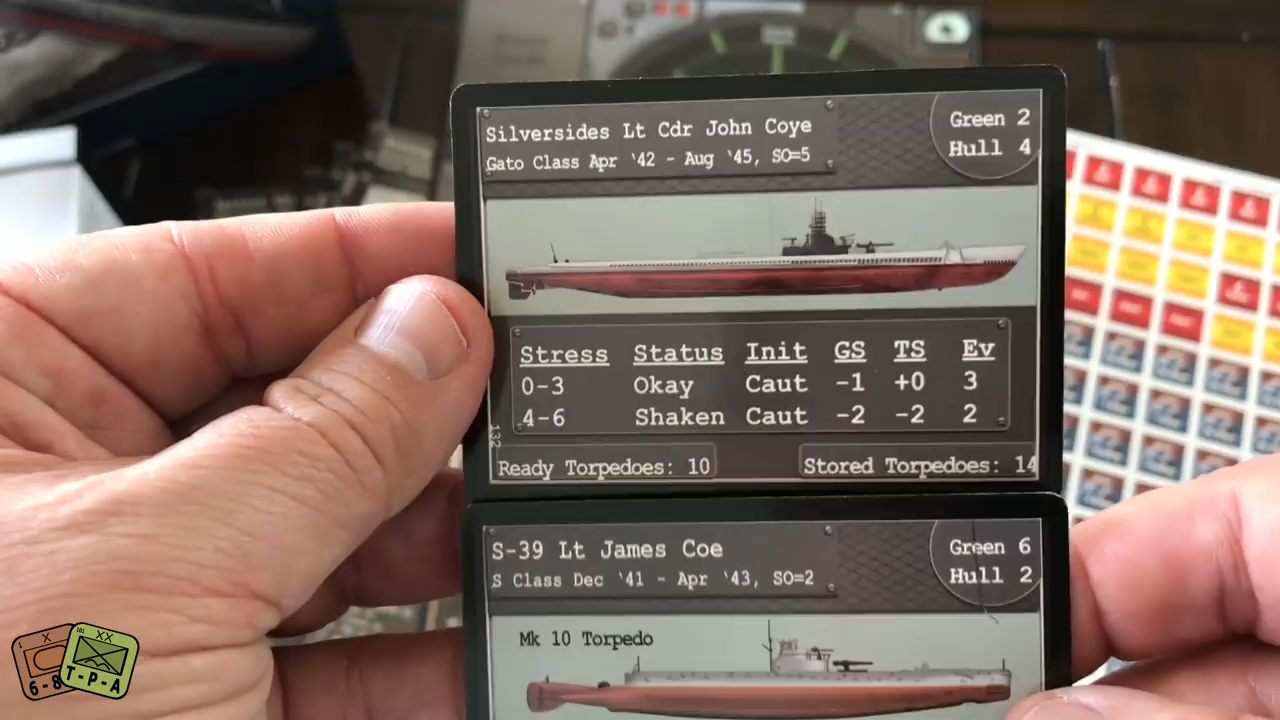 Silversides Lt Cdr John Coye
Gato Class Apr '42 - Aug '45, SO=5
Green 2
Hull 4
Stress Status Init GS TS Ev
0-3 Okay Caut -1 +0 3
4-6 Shaken Caut -2 -2 2
132
Ready Torpedoes: 10
Stored Torpedoes: 14
S-39 Lt James Coe
S Class Dec '41 - Apr '43, SO=2
Green 6
Hull 2
Mk 10 Torpedo
X
6-8
XX
T-P-A